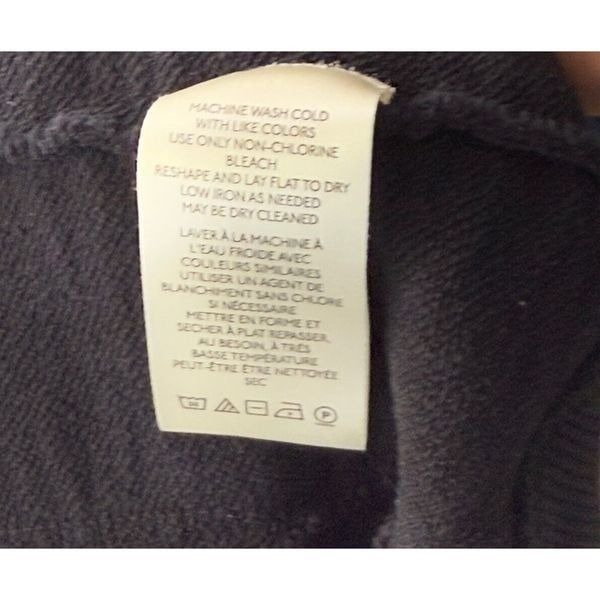 MACHINE WASH COLD
WITH LIKE COLORS
USE ONLY NON-CHLORINE
BLEACH
RESHAPE AND LAY FLAT TO DRY
LOW IRON AS NEEDED
MAY BE DRY CLEANED
LAVER À LA MACHINE À
L'EAU FROIDE AVEC
COULEURS SIMILAIRES
UTILISER UN AGENT DE
BLANCHIMENT SANS CHLORE
SI NÉCESSAIRE
METTRE EN FORME ET
SECHER À PLAT REPASSER,
AU BESOIN, À TRÈS
BASSE TEMPÉRATURE
PEUT-ÊTRE ÊTRE NETTOYÉE
SEC
P